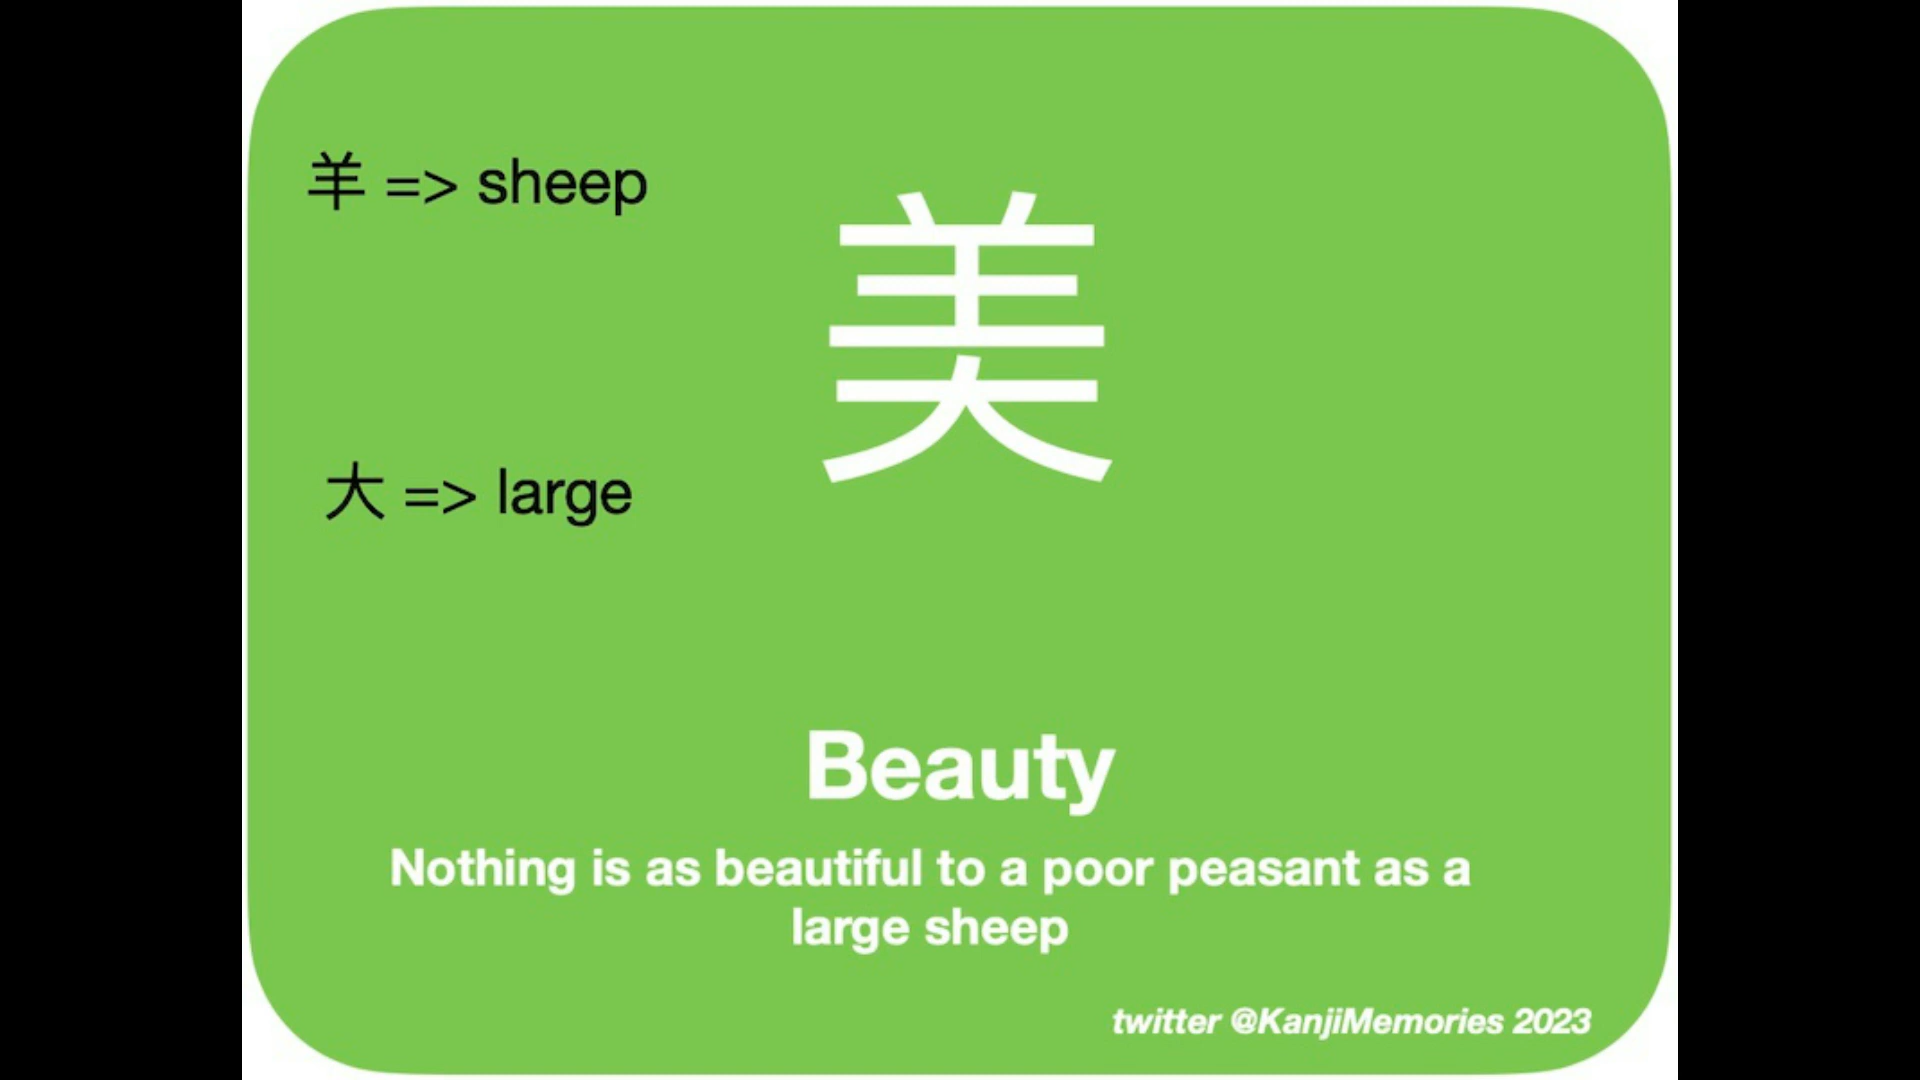 羊 => sheep
美
大 => large
Beauty
Nothing is as beautiful to a poor peasant as a
large sheep
twitter @KanjiMemories 2023